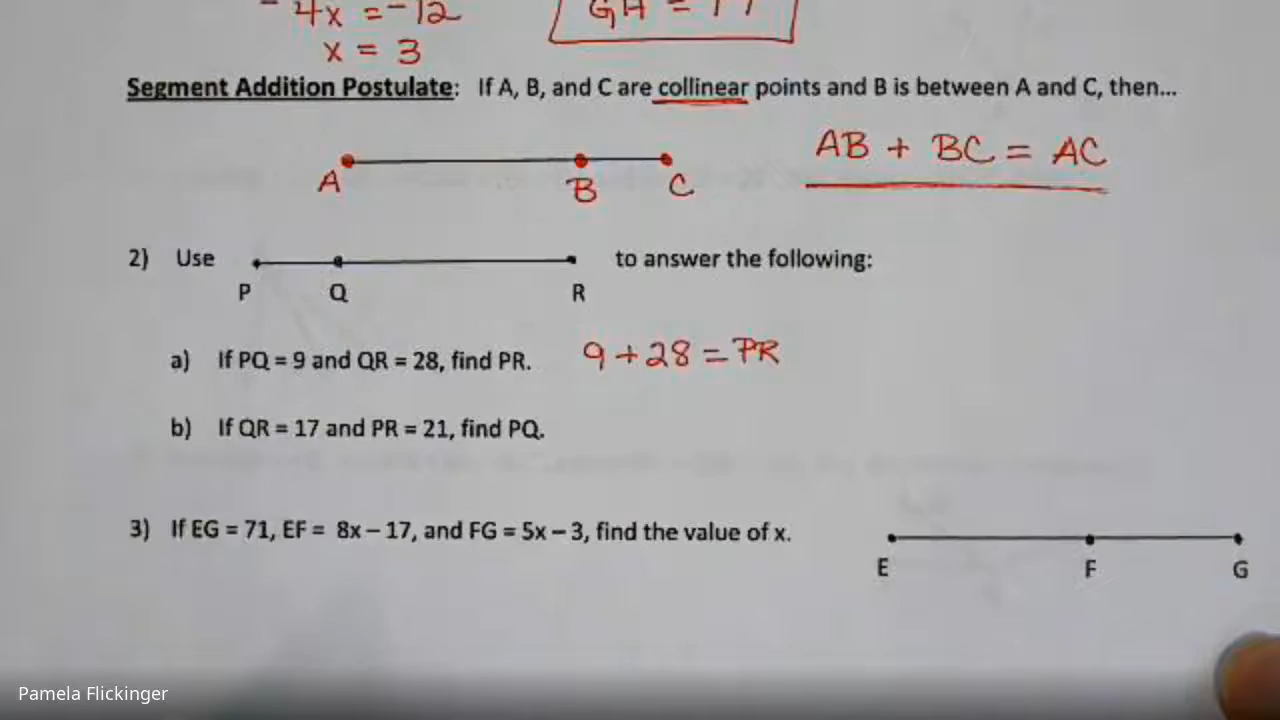 - 4x = -12
GH = 17
x = 3
Segment Addition Postulate: If A, B, and C are collinear points and B is between A and C, then...
AB + BC = AC
A B C
2) Use to answer the following:
P Q R
a) If PQ = 9 and QR = 28, find PR. 9 + 28 = PR
b) If QR = 17 and PR = 21, find PQ.
3) If EG = 71, EF = 8x – 17, and FG = 5x – 3, find the value of x.
E F G
Pamela Flickinger